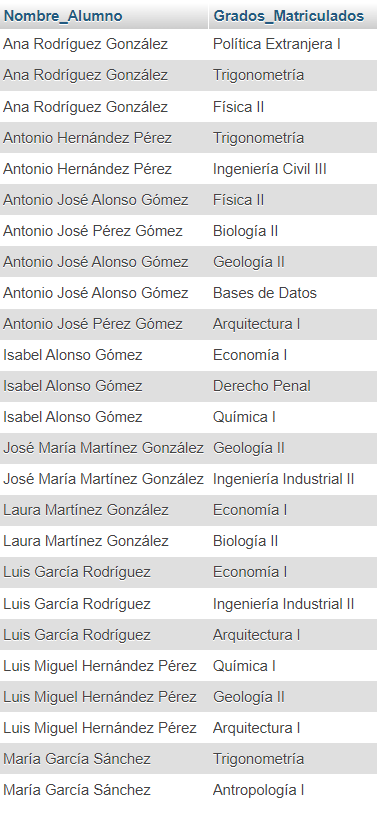 Nombre_Alumno Grados_Matriculados
Ana Rodríguez González Política Extranjera I
Ana Rodríguez González Trigonometría
Ana Rodríguez González Física II
Antonio Hernández Pérez Trigonometría
Antonio Hernández Pérez Ingeniería Civil III
Antonio José Alonso Gómez Física II
Antonio José Pérez Gómez Biología II
Antonio José Alonso Gómez Geología II
Antonio José Alonso Gómez Bases de Datos
Antonio José Pérez Gómez Arquitectura I
Isabel Alonso Gómez Economía I
Isabel Alonso Gómez Derecho Penal
Isabel Alonso Gómez Química I
José María Martínez González Geología II
José María Martínez González Ingeniería Industrial II
Laura Martínez González Economía I
Laura Martínez González Biología II
Luis García Rodríguez Economía I
Luis García Rodríguez Ingeniería Industrial II
Luis García Rodríguez Arquitectura I
Luis Miguel Hernández Pérez Química I
Luis Miguel Hernández Pérez Geología II
Luis Miguel Hernández Pérez Arquitectura I
María García Sánchez Trigonometría
María García Sánchez Antropología I